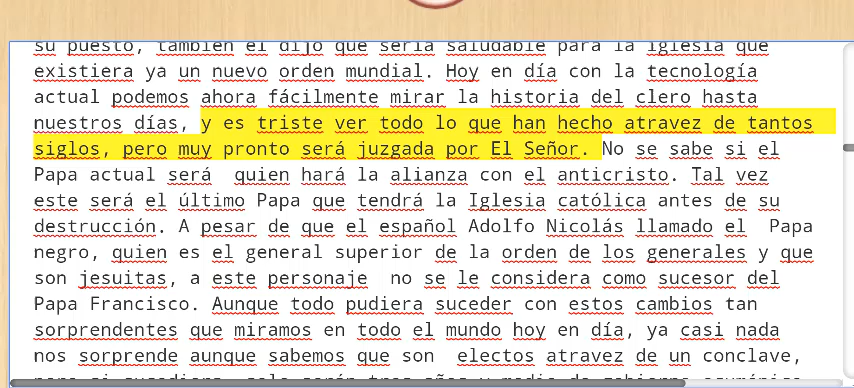 su puesto, también él dijo que sería saludable para la iglesia que
existiera ya un nuevo orden mundial. Hoy en día con la tecnología
actual podemos ahora fácilmente mirar la historia del clero hasta
nuestros días, y es triste ver todo lo que han hecho atravez de tantos
siglos, pero muy pronto será juzgada por El Señor. No se sabe si el
Papa actual será  quien hará la alianza con el anticristo. Tal vez
este será el último Papa que tendrá la Iglesia católica antes de su
destrucción. A pesar de que el español Adolfo Nicolás llamado el  Papa
negro, quien es el general superior de la orden de los generales y que
son jesuitas, a este personaje  no se le considera como sucesor del
Papa Francisco. Aunque todo pudiera suceder con estos cambios tan
sorprendentes que miramos en todo el mundo hoy en día, ya casi nada
nos sorprende aunque sabemos que son  electos atravez de un conclave,